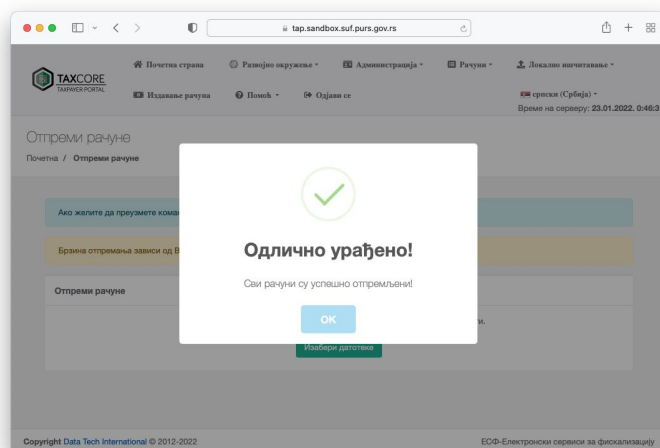 tap.sandbox.suf.purs.gov.rs
TAXCORE
TAXPAYER PORTAL
Почетна страна
Развојно окружење
Администрација
Рачуни
Локално ишчитавање
Издавање рачуна
Помоћ
Одјави се
српски (Србија)
Време на серверу: 23.01.2022. 0:46:3
Отпреми рачуне
Почетна / Отпреми рачуне
Ако желите да преузмете кома
Брзина отпремања зависи од В
Отпреми рачуне
Одлично урађено!
Сви рачуни су успешно отпремљени!
OK
Изабери датотеке
Copyright Data Tech International © 2012-2022
ЕСФ-Електронски сервиси за фискализацију